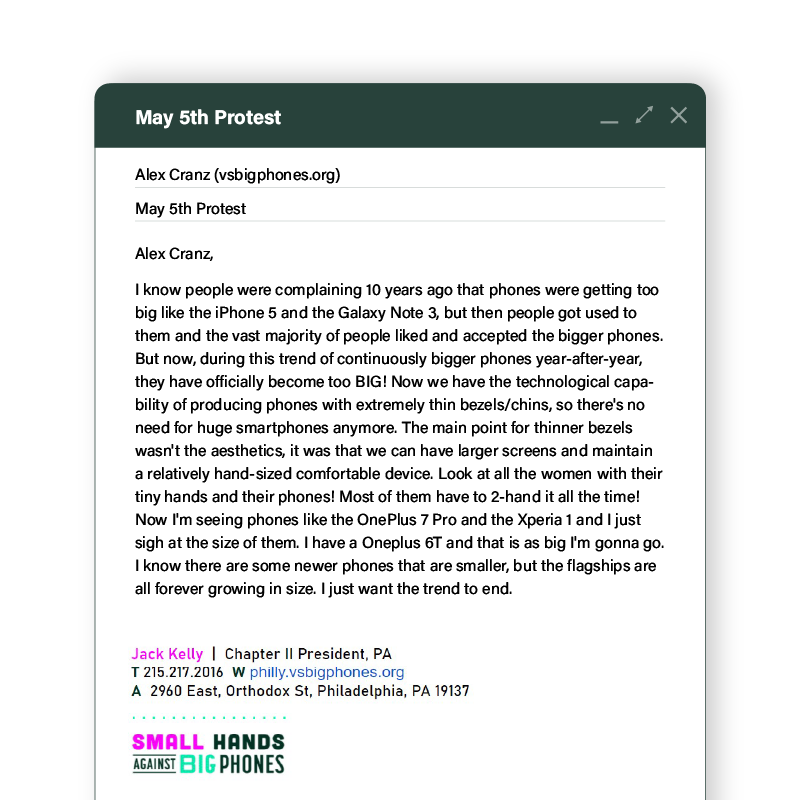 May 5th Protest
Alex Cranz (vsbigphones.org)
May 5th Protest
Alex Cranz,
I know people were complaining 10 years ago that phones were getting too
big like the iPhone 5 and the Galaxy Note 3, but then people got used to
them and the vast majority of people liked and accepted the bigger phones.
But now, during this trend of continuously bigger phones year-after-year,
they have officially become too BIG! Now we have the technological capa-
bility of producing phones with extremely thin bezels/chins, so there's no
need for huge smartphones anymore. The main point for thinner bezels
wasn't the aesthetics, it was that we can have larger screens and maintain
a relatively hand-sized comfortable device. Look at all the women with their
tiny hands and their phones! Most of them have to 2-hand it all the time!
Now I'm seeing phones like the OnePlus 7 Pro and the Xperia 1 and I just
sigh at the size of them. I have a Oneplus 6T and that is as big I'm gonna go.
I know there are some newer phones that are smaller, but the flagships are
all forever growing in size. I just want the trend to end.
Jack Kelly | Chapter II President, PA
T 215.217.2016 W philly.vsbigphones.org
A 2960 East, Orthodox St, Philadelphia, PA 19137
SMALL HANDS
AGAINST BIG PHONES